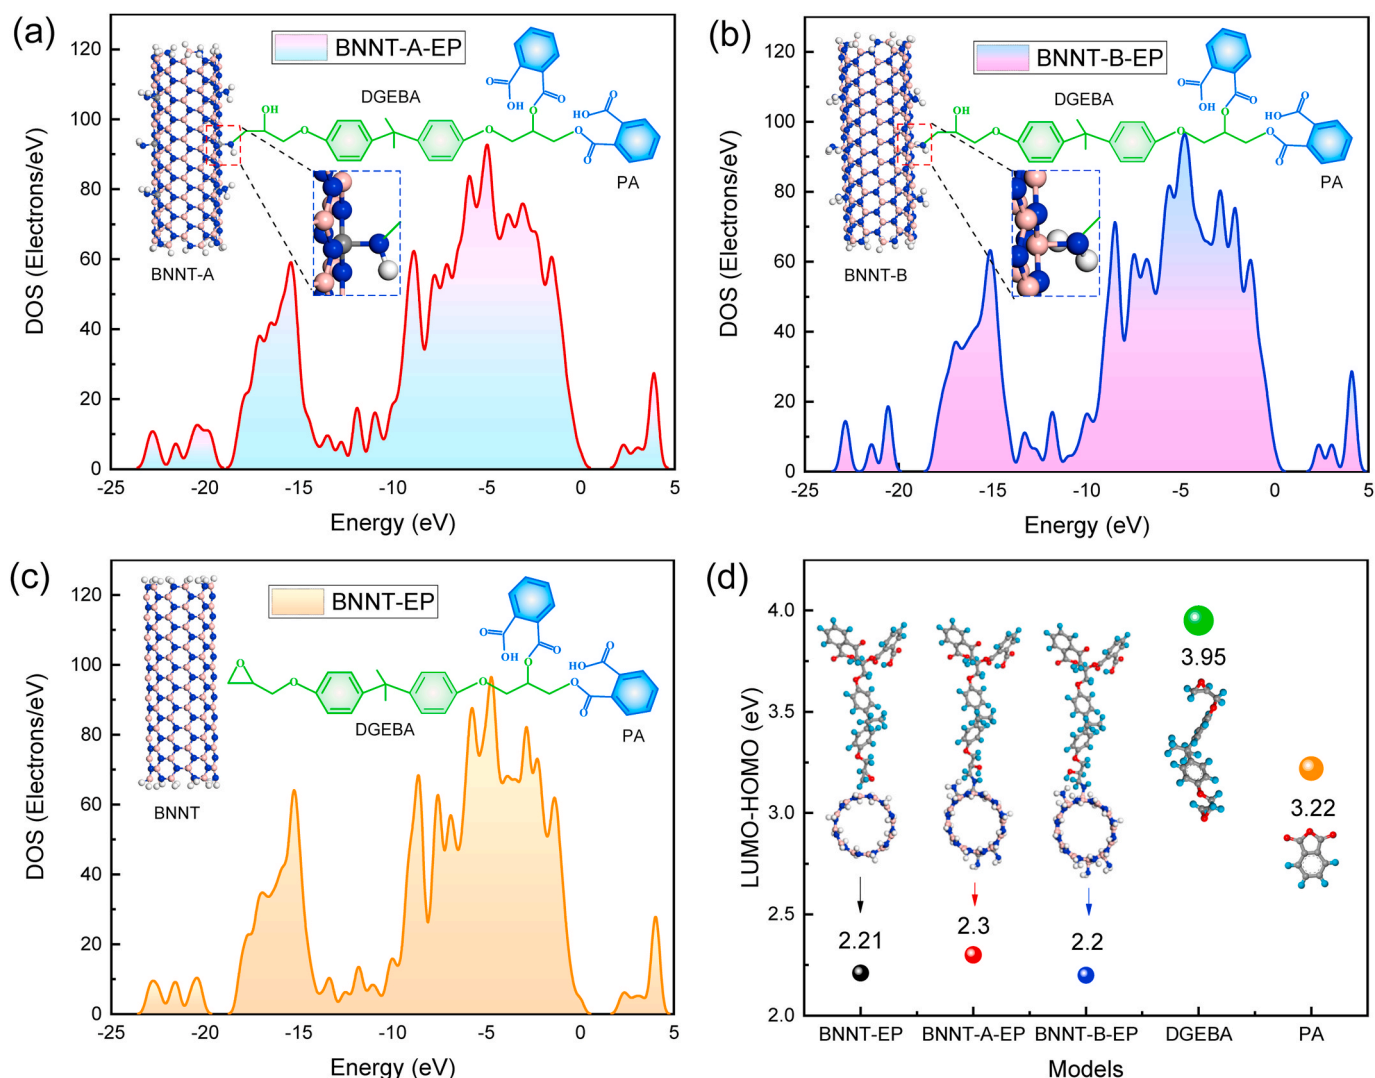 (a)
BNNT-A-EP
DGEBA
OH
O
O
O
O
OH
O
O
HO
O
O
PA
BNNT-A
DOS (Electrons/eV)
120
100
80
60
40
20
0
-25
-20
-15
-10
-5
0
5
Energy (eV)
(b)
BNNT-B-EP
DGEBA
OH
O
O
O
O
OH
O
O
HO
O
O
PA
BNNT-B
DOS (Electrons/eV)
120
100
80
60
40
20
0
-25
-20
-15
-10
-5
0
5
Energy (eV)
(c)
BNNT-EP
DGEBA
O
O
O
O
O
OH
O
O
HO
O
O
PA
BNNT
DOS (Electrons/eV)
120
100
80
60
40
20
0
-25
-20
-15
-10
-5
0
5
Energy (eV)
(d)
LUMO-HOMO (eV)
4.0
3.5
3.0
2.5
2.0
2.21
2.3
2.2
3.95
3.22
BNNT-EP
BNNT-A-EP
BNNT-B-EP
DGEBA
PA
Models